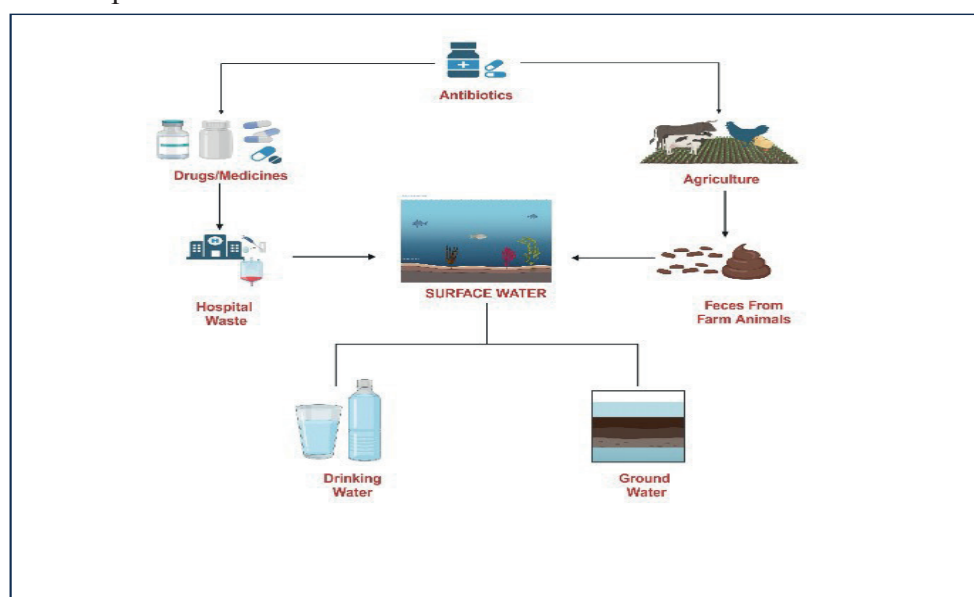 Antibiotics
Drugs/Medicines
Agriculture
SURFACE WATER
Hospital
Waste
Feces From
Farm Animals
Drinking
Water
Ground
Water